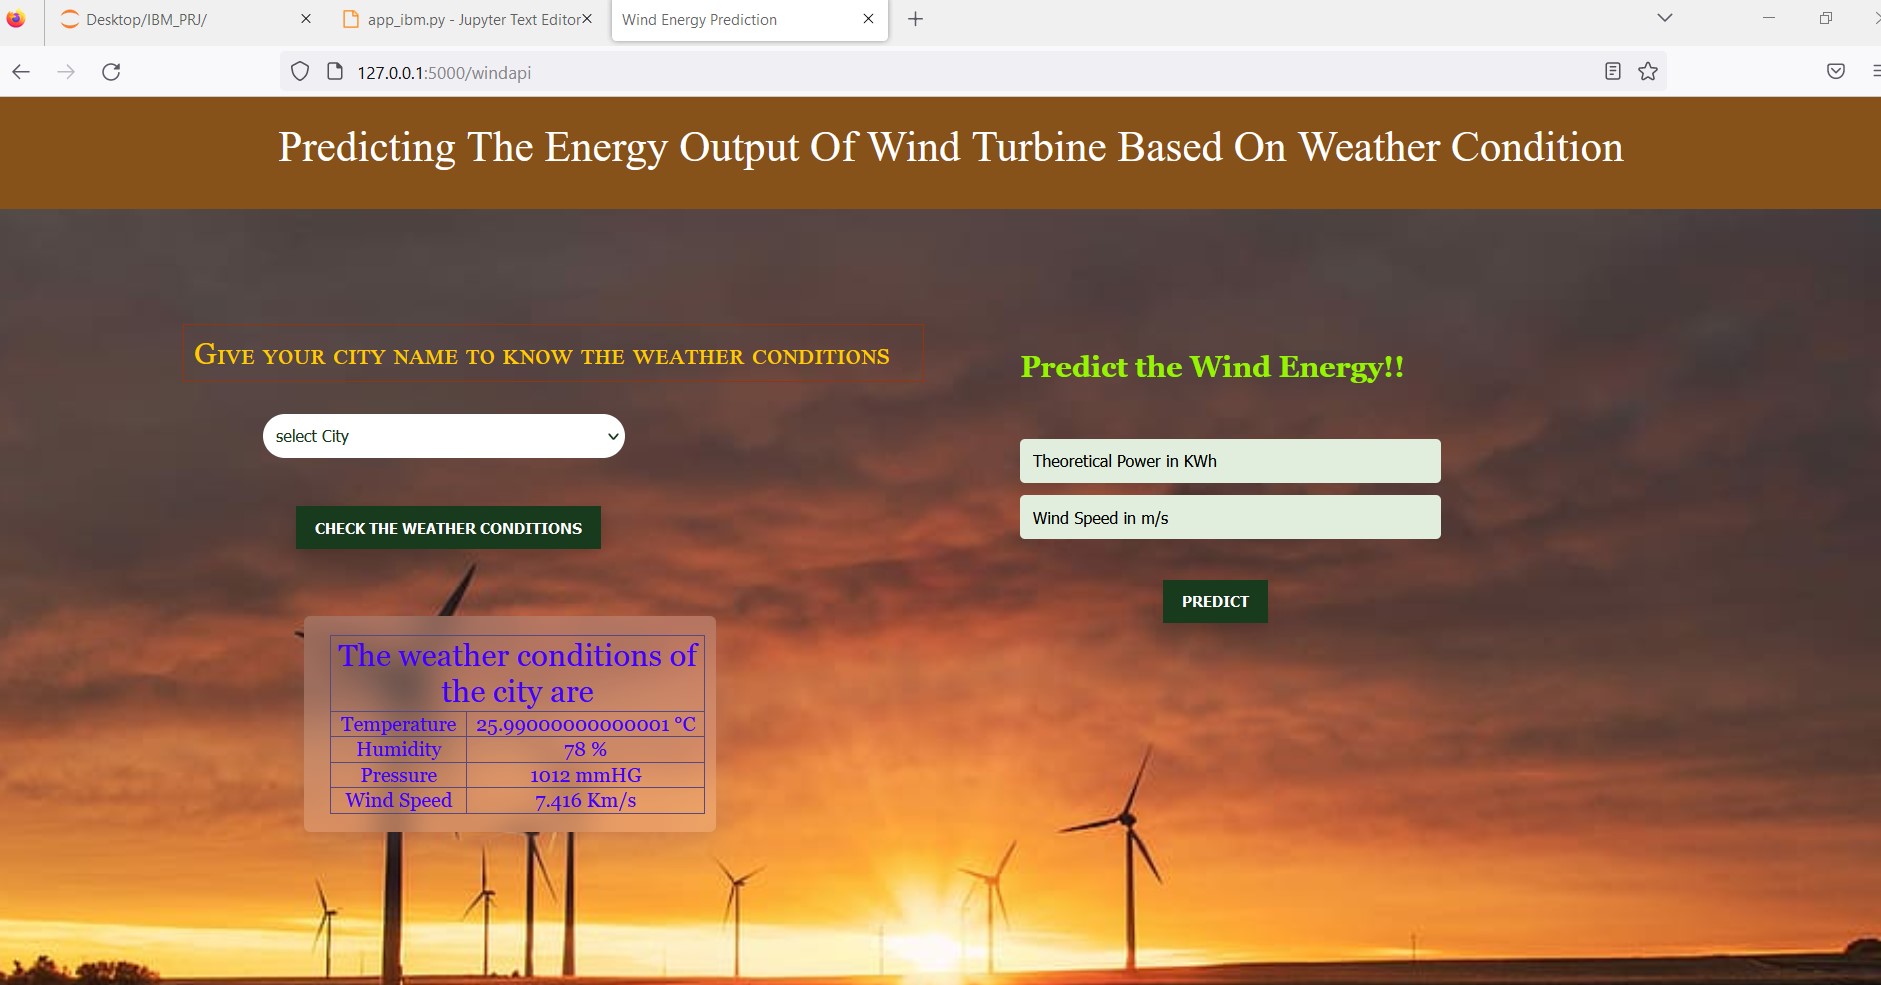 Desktop/IBM_PRJ/
app_ibm.py - Jupyter Text Editor
Wind Energy Prediction
127.0.0.1:5000/windapi
Predicting The Energy Output Of Wind Turbine Based On Weather Condition
Give your city name to know the weather conditions
select City
CHECK THE WEATHER CONDITIONS
The weather conditions of
the city are
Temperature 25.99000000000001 °C
Humidity 78 %
Pressure 1012 mmHG
Wind Speed 7.416 Km/s
Predict the Wind Energy!!
Theoretical Power in KWh
Wind Speed in m/s
PREDICT